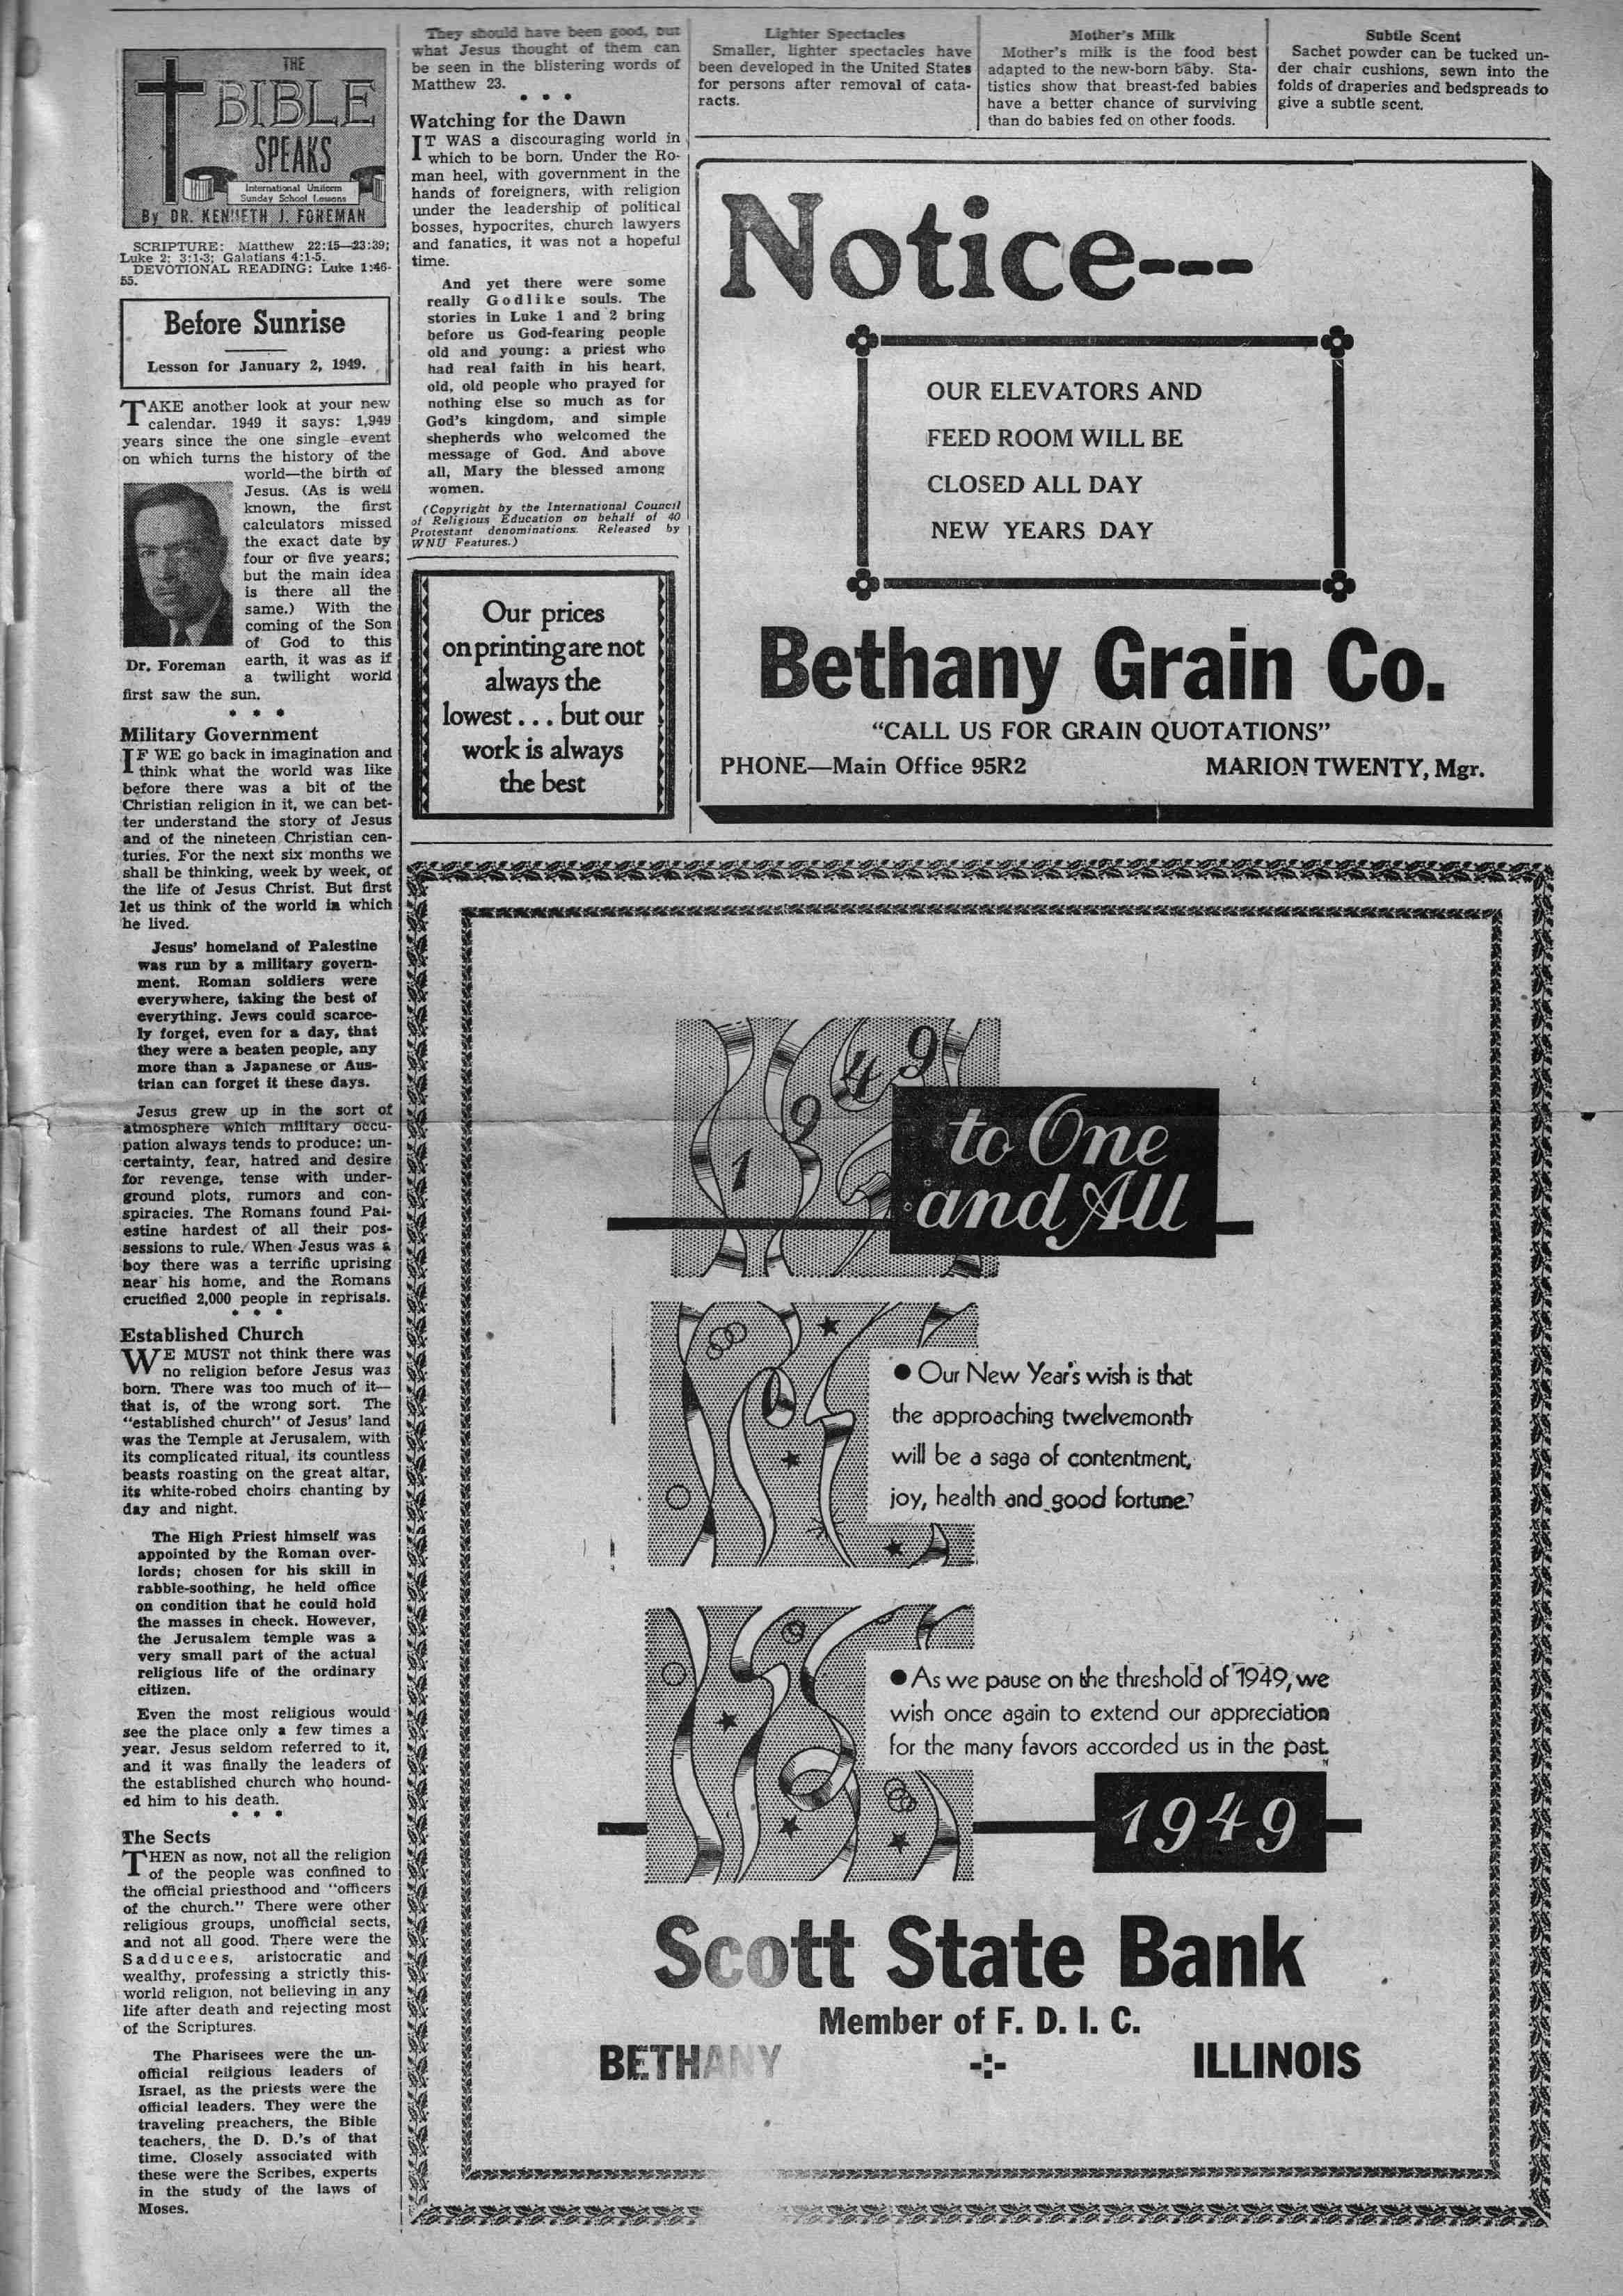 THE
BIBLE
SPEAKS
International Uniform
Sunday School Lessons
By DR. KENNETH J. FOREMAN
SCRIPTURE: Matthew 22:15—23:39;
Luke 2; 3:1-3; Galatians 4:1-5.
DEVOTIONAL READING: Luke 1:46-
55.
Before Sunrise
Lesson for January 2, 1949.
TAKE another look at your new
calendar. 1949 it says: 1,949
years since the one single event
on which turns the history of the
world—the birth of
Jesus. (As is well
known, the first
calculators missed
the exact date by
four or five years;
but the main idea
is there all the
same.) With the
coming of the Son
of God to this
earth, it was as if
a twilight world
first saw the sun.
Dr. Foreman
* * *
Military Government
IF WE go back in imagination and
think what the world was like
before there was a bit of the
Christian religion in it, we can bet-
ter understand the story of Jesus
and of the nineteen Christian cen-
turies. For the next six months we
shall be thinking, week by week, of
the life of Jesus Christ. But first
let us think of the world in which
he lived.
Jesus' homeland of Palestine
was run by a military govern-
ment. Roman soldiers were
everywhere, taking the best of
everything. Jews could scarce-
ly forget, even for a day, that
they were a beaten people, any
more than a Japanese or Aus-
trian can forget it these days.
Jesus grew up in the sort of
atmosphere which military occu-
pation always tends to produce: un-
certainty, fear, hatred and desire
for revenge, tense with under-
ground plots, rumors and con-
spiracies. The Romans found Pal-
estine hardest of all their pos-
sessions to rule. When Jesus was a
boy there was a terrific uprising
near his home, and the Romans
crucified 2,000 people in reprisals.
* * *
Established Church
WE MUST not think there was
no religion before Jesus was
born. There was too much of it—
that is, of the wrong sort. The
"established church" of Jesus' land
was the Temple at Jerusalem, with
its complicated ritual, its countless
beasts roasting on the great altar,
its white-robed choirs chanting by
day and night.
The High Priest himself was
appointed by the Roman over-
lords; chosen for his skill in
rabble-soothing, he held office
on condition that he could hold
the masses in check. However,
the Jerusalem temple was a
very small part of the actual
religious life of the ordinary
citizen.
Even the most religious would
see the place only a few times a
year. Jesus seldom referred to it,
and it was finally the leaders of
the established church who hound-
ed him to his death.
* * *
The Sects
THEN as now, not all the religion
of the people was confined to
the official priesthood and "officers
of the church." There were other
religious groups, unofficial sects,
and not all good. There were the
Sadducees, aristocratic and
wealthy, professing a strictly this-
world religion, not believing in any
life after death and rejecting most
of the Scriptures.
The Pharisees were the un-
official religious leaders of
Israel, as the priests were the
official leaders. They were the
traveling preachers, the Bible
teachers, the D. D.'s of that
time. Closely associated with
these were the Scribes, experts
in the study of the laws of
Moses.
They should have been good, but
what Jesus thought of them can
be seen in the blistering words of
Matthew 23.
* * *
Watching for the Dawn
IT WAS a discouraging world in
which to be born. Under the Ro-
man heel, with government in the
hands of foreigners, with religion
under the leadership of political
bosses, hypocrites, church lawyers
and fanatics, it was not a hopeful
time.
And yet there were some
really Godlike souls. The
stories in Luke 1 and 2 bring
before us God-fearing people
old and young: a priest who
had real faith in his heart,
old, old people who prayed for
nothing else so much as for
God's kingdom, and simple
shepherds who welcomed the
message of God. And above
all, Mary the blessed among
women.
(Copyright by the International Council
of Religious Education on behalf of 40
Protestant denominations. Released by
WNU Features.)
Our prices
on printing are not
always the
lowest... but our
work is always
the best
Lighter Spectacles
Smaller, lighter spectacles have
been developed in the United States
for persons after removal of cata-
racts.
Mother's Milk
Mother's milk is the food best
adapted to the new-born baby. Sta-
tistics show that breast-fed babies
have a better chance of surviving
than do babies fed on other foods.
Subtle Scent
Sachet powder can be tucked un-
der chair cushions, sewn into the
folds of draperies and bedspreads to
give a subtle scent.
Notice---
OUR ELEVATORS AND
FEED ROOM WILL BE
CLOSED ALL DAY
NEW YEARS DAY
Bethany Grain Co.
"CALL US FOR GRAIN QUOTATIONS"
PHONE—Main Office 95R2 MARION TWENTY, Mgr.
1949
to One
and All
• Our New Year's wish is that
the approaching twelvemonth
will be a saga of contentment,
joy, health and good fortune.
• As we pause on the threshold of 1949, we
wish once again to extend our appreciation
for the many favors accorded us in the past.
1949
Scott State Bank
Member of F. D. I. C.
BETHANY -:- ILLINOIS